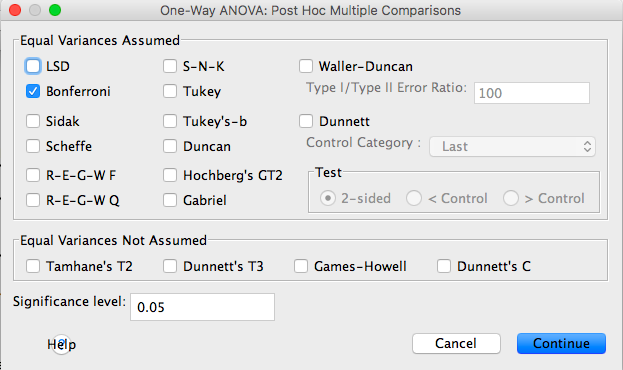 One-Way ANOVA: Post Hoc Multiple Comparisons
Equal Variances Assumed
LSD S-N-K Waller-Duncan
Bonferroni Tukey Type I/Type II Error Ratio: 100
Sidak Tukey's-b Dunnett
Scheffe Duncan Control Category : Last
R-E-G-W F Hochberg's GT2 Test
R-E-G-W Q Gabriel 2-sided < Control > Control
Equal Variances Not Assumed
Tamhane's T2 Dunnett's T3 Games-Howell Dunnett's C
Significance level: 0.05
Help Cancel Continue